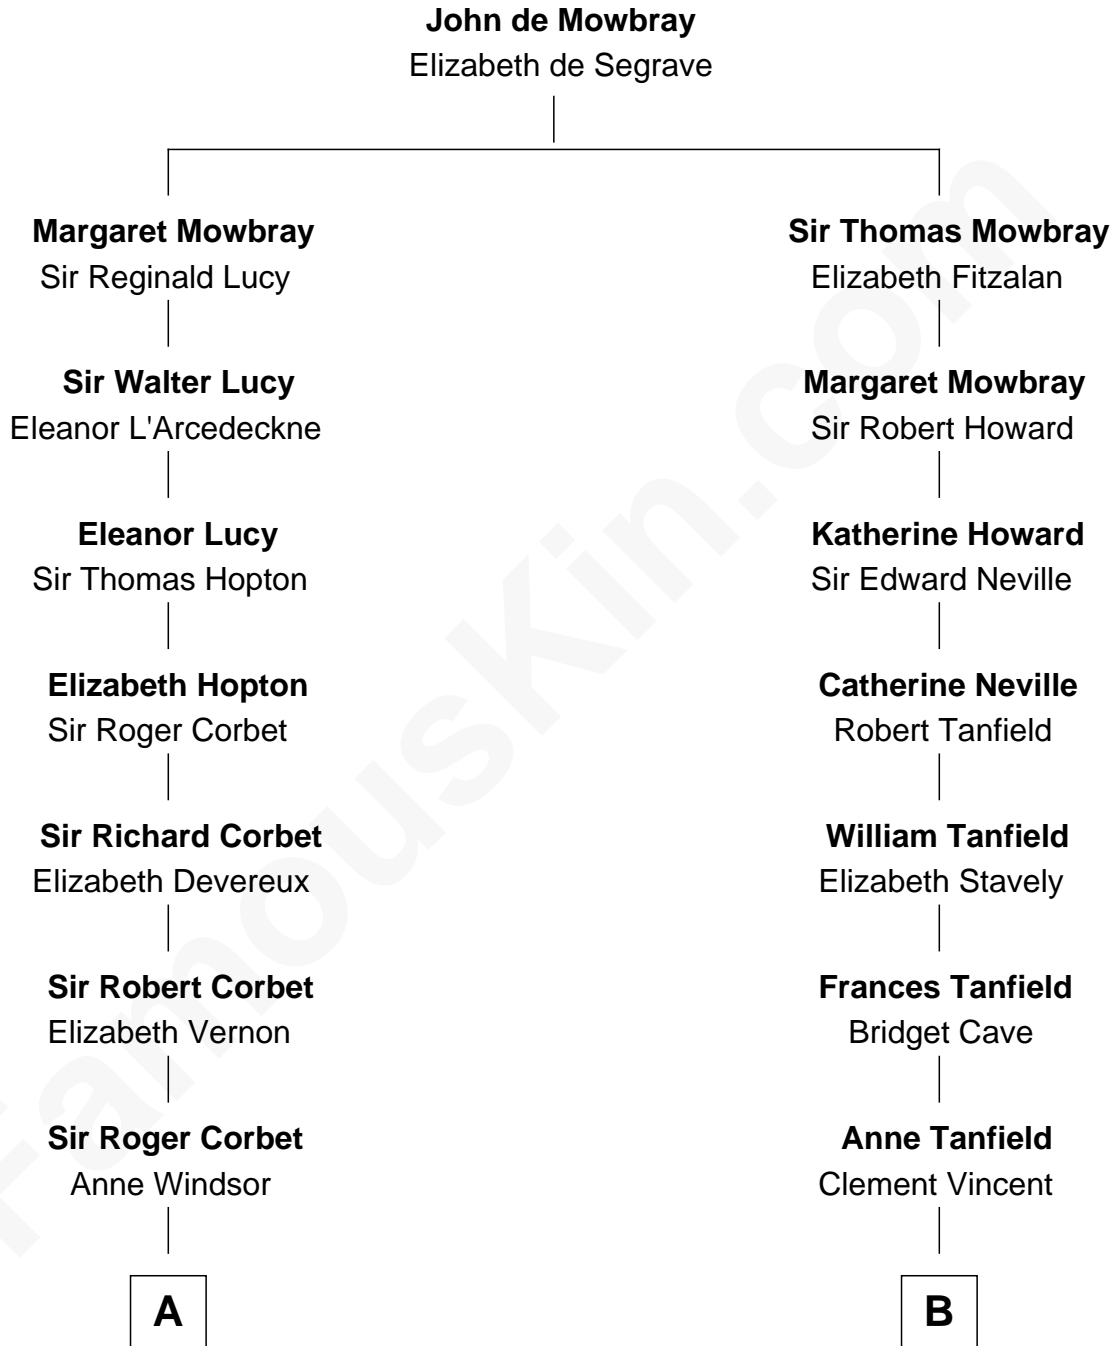 John de Mowbray
Elizabeth de Segrave
Margaret Mowbray
Sir Reginald Lucy
Sir Thomas Mowbray
Elizabeth Fitzalan
Sir Walter Lucy
Eleanor L'Arcedeckne
Margaret Mowbray
Sir Robert Howard
Eleanor Lucy
Sir Thomas Hopton
Katherine Howard
Sir Edward Neville
Elizabeth Hopton
Sir Roger Corbet
Catherine Neville
Robert Tanfield
Sir Richard Corbet
Elizabeth Devereux
William Tanfield
Elizabeth Stavely
Sir Robert Corbet
Elizabeth Vernon
Frances Tanfield
Bridget Cave
Sir Roger Corbet
Anne Windsor
Anne Tanfield
Clement Vincent
A
B
FamousKin.com